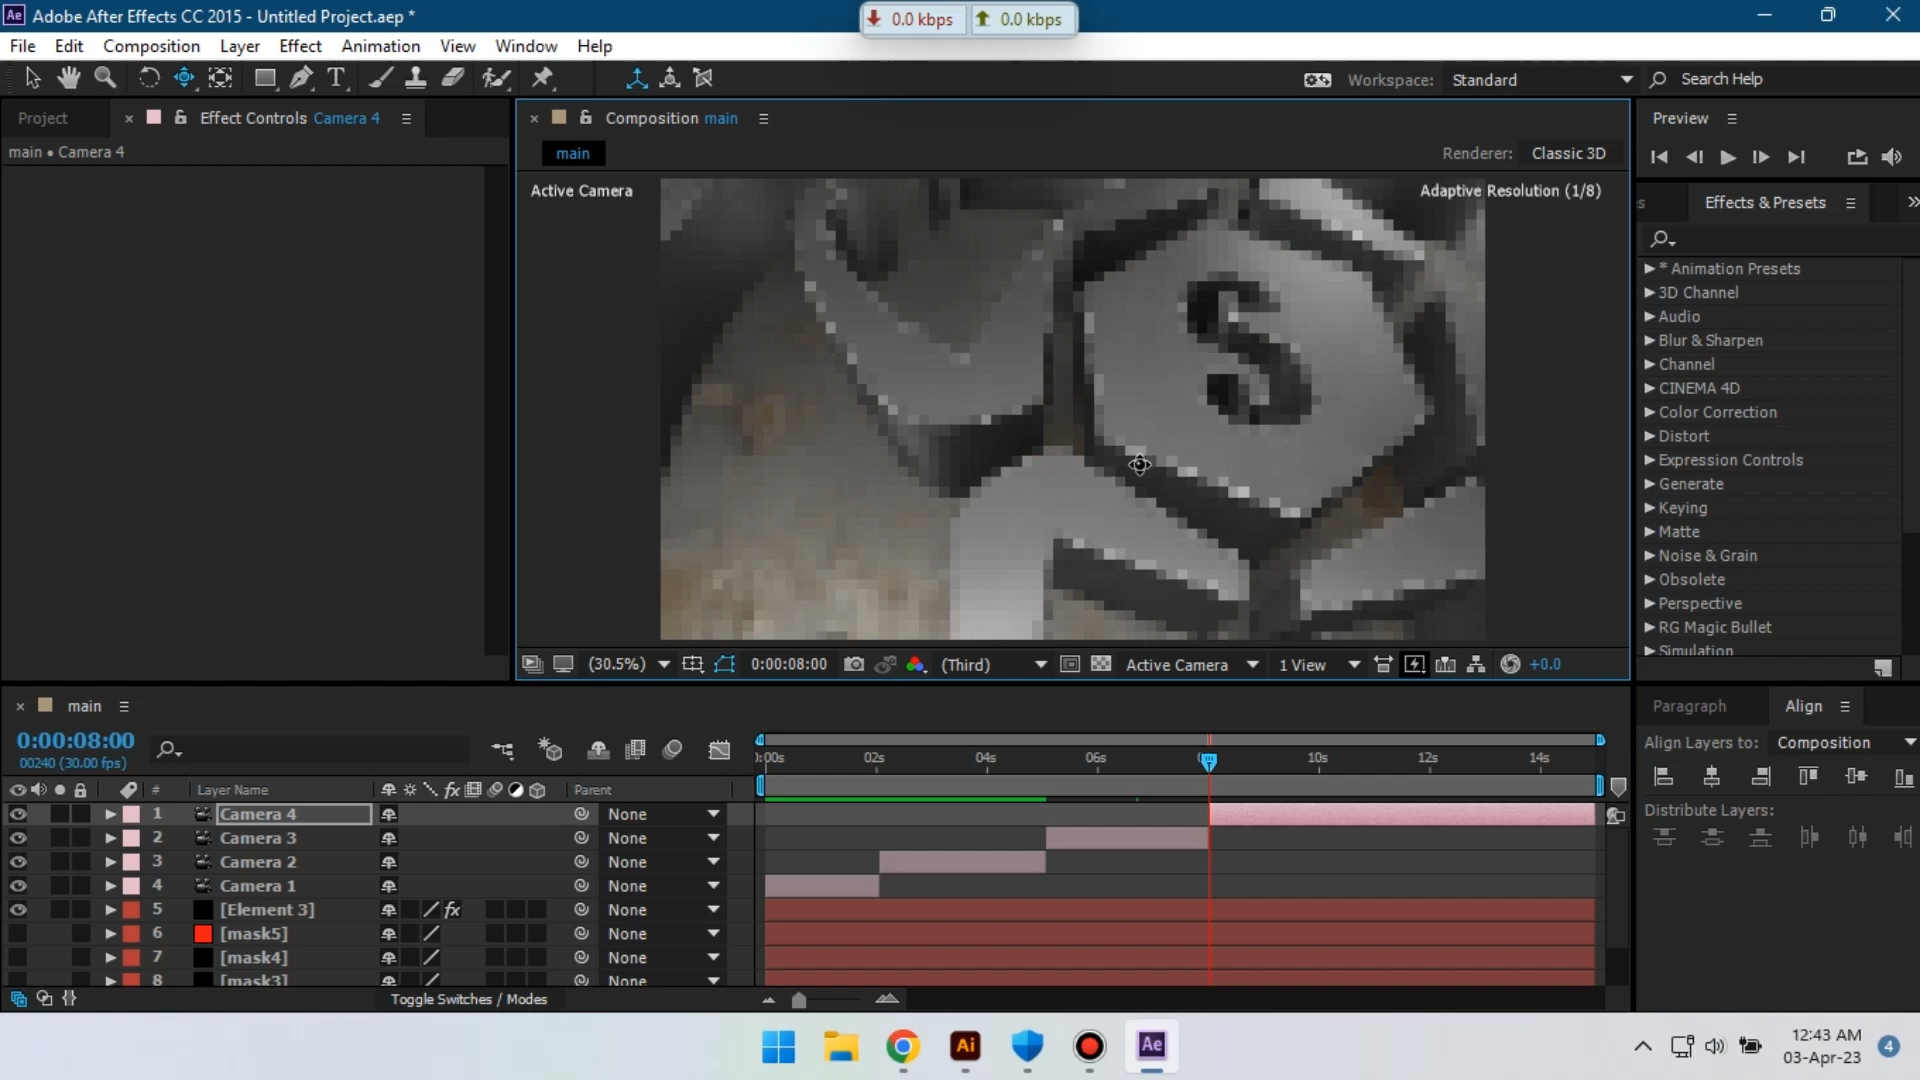 Adobe After Effects CC 2015 - Untitled Project.aep *
0.0 kbps 0.0 kbps
File Edit Composition Layer Effect Animation View Window Help
Workspace: Standard Search Help
Project Effect Controls Camera 4
main • Camera 4
Composition main
main
Renderer: Classic 3D
Active Camera
Adaptive Resolution (1/8)
S
(30.5%) 0:00:08:00 (Third) Active Camera 1 View +0.0
Preview
Effects & Presets
* Animation Presets
3D Channel
Audio
Blur & Sharpen
Channel
CINEMA 4D
Color Correction
Distort
Expression Controls
Generate
Keying
Matte
Noise & Grain
Obsolete
Perspective
RG Magic Bullet
Simulation
main
0:00:08:00
00240 (30.00 fps)
:00s 02s 04s 06s 10s 12s 14s
# Layer Name Parent
1 Camera 4 None
2 Camera 3 None
3 Camera 2 None
4 Camera 1 None
5 [Element 3] fx None
6 [mask5] None
7 [mask4] None
8 [mask3] None
Toggle Switches / Modes
Paragraph Align
Align Layers to: Composition
Distribute Layers:
Ai Ae
12:43 AM
03-Apr-23
4